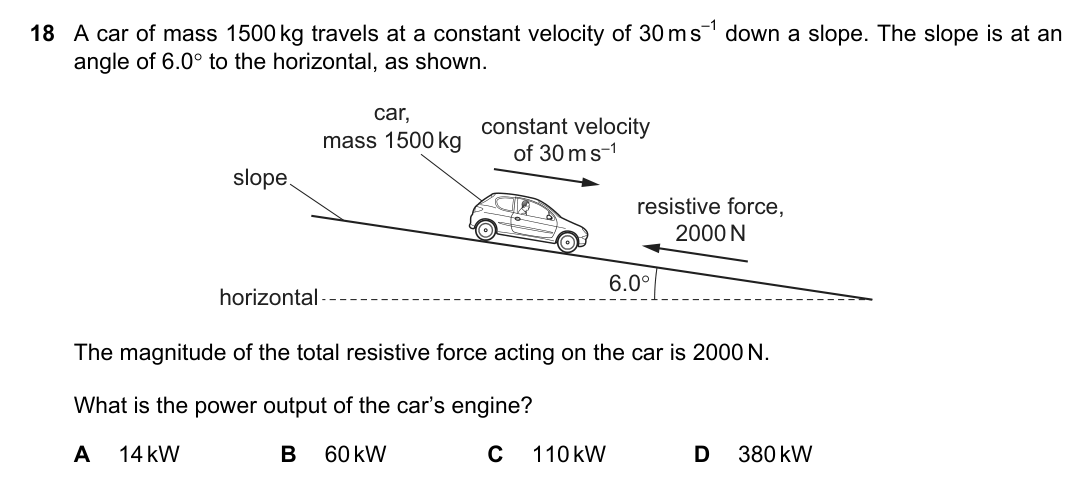 18 A car of mass 1500 kg travels at a constant velocity of 30 m s⁻¹ down a slope. The slope is at an
angle of 6.0° to the horizontal, as shown.
car,
mass 1500 kg
constant velocity
of 30 m s⁻¹
slope
resistive force,
2000 N
6.0°
horizontal
The magnitude of the total resistive force acting on the car is 2000 N.
What is the power output of the car’s engine?
A 14 kW B 60 kW C 110 kW D 380 kW